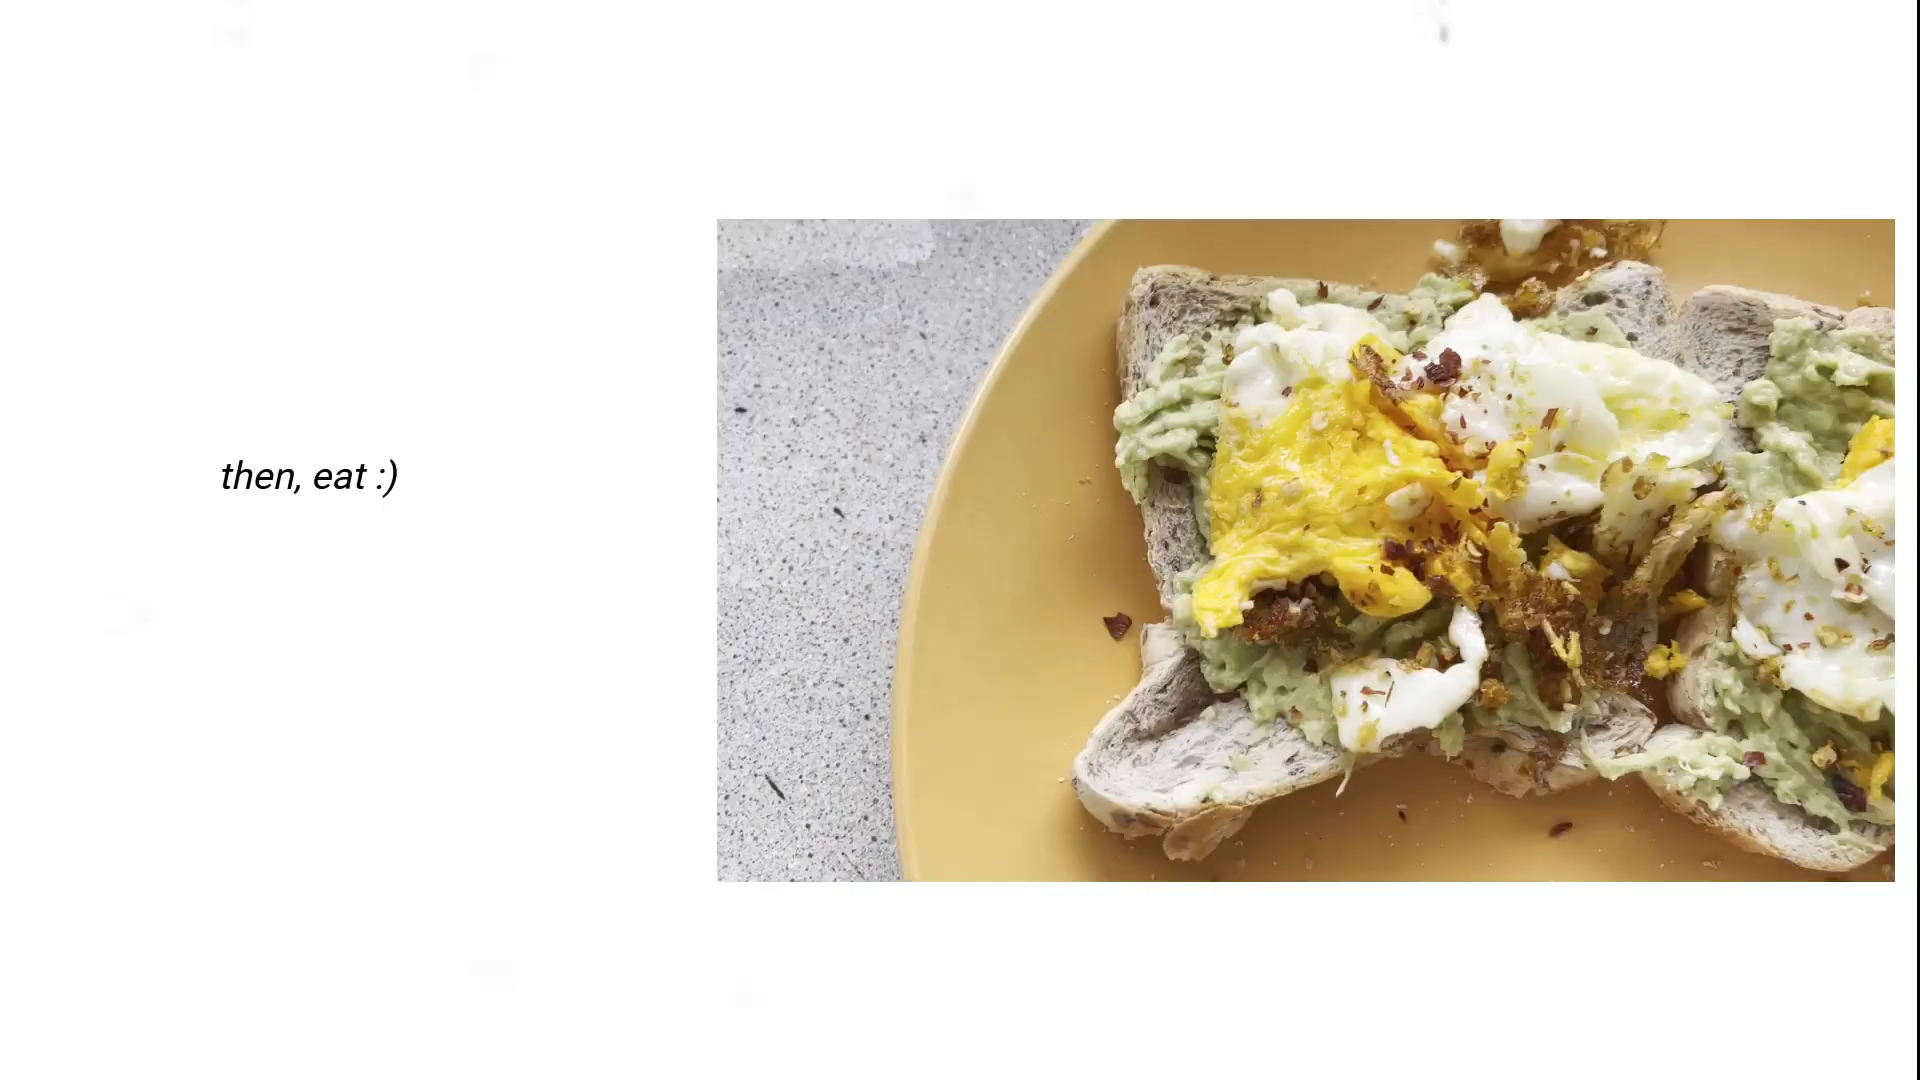 then, eat :)